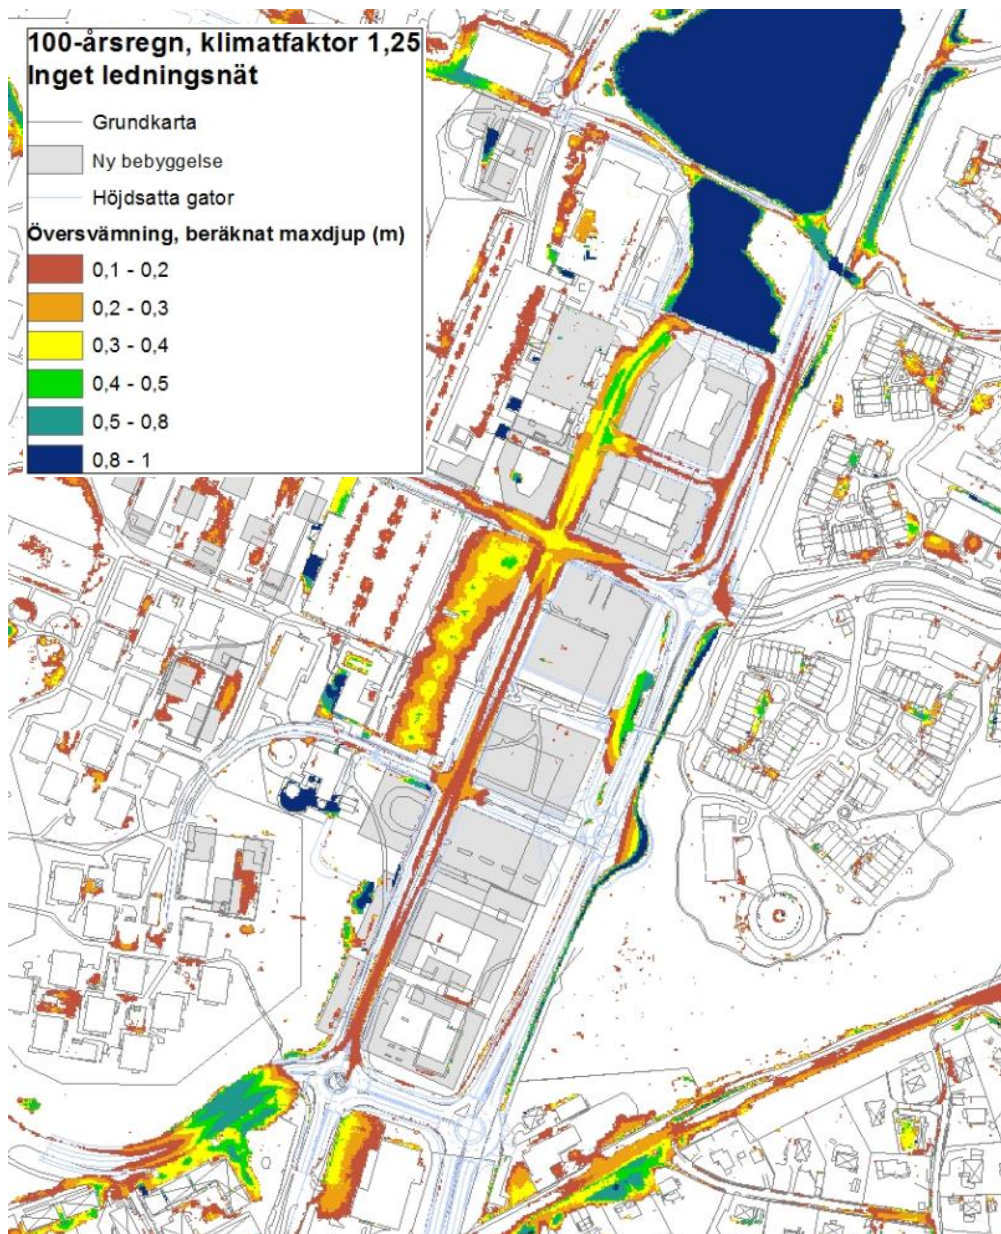 100-årsregn, klimatfaktor 1,25
Inget ledningsnät
Grundkarta
Ny bebyggelse
Höjdsatta gator
Översvämning, beräknat maxdjup (m)
0,1 - 0,2
0,2 - 0,3
0,3 - 0,4
0,4 - 0,5
0,5 - 0,8
0,8 - 1